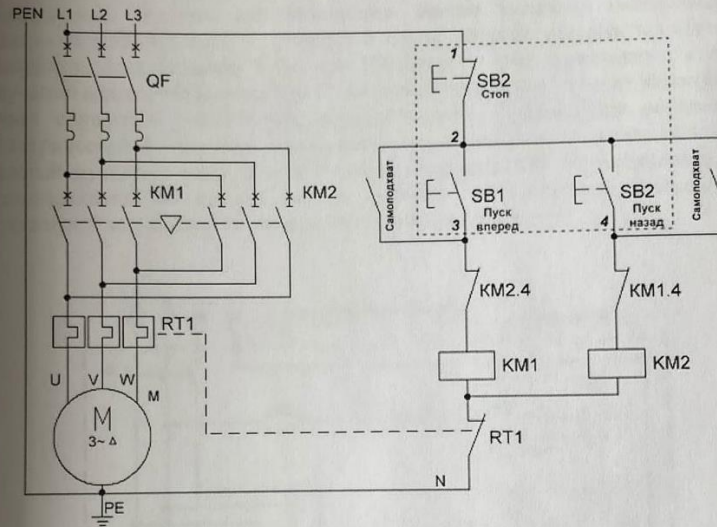 PEN L1 L2 L3
QF
1
SB2
Стоп
2
Самоподхват
SB1
Пуск
вперед
3
SB2
Пуск
назад
4
Самоподхват
KM1
KM2
KM2.4
KM1.4
RT1
KM1
KM2
U V W
M
M
3~ Δ
RT1
N
PE